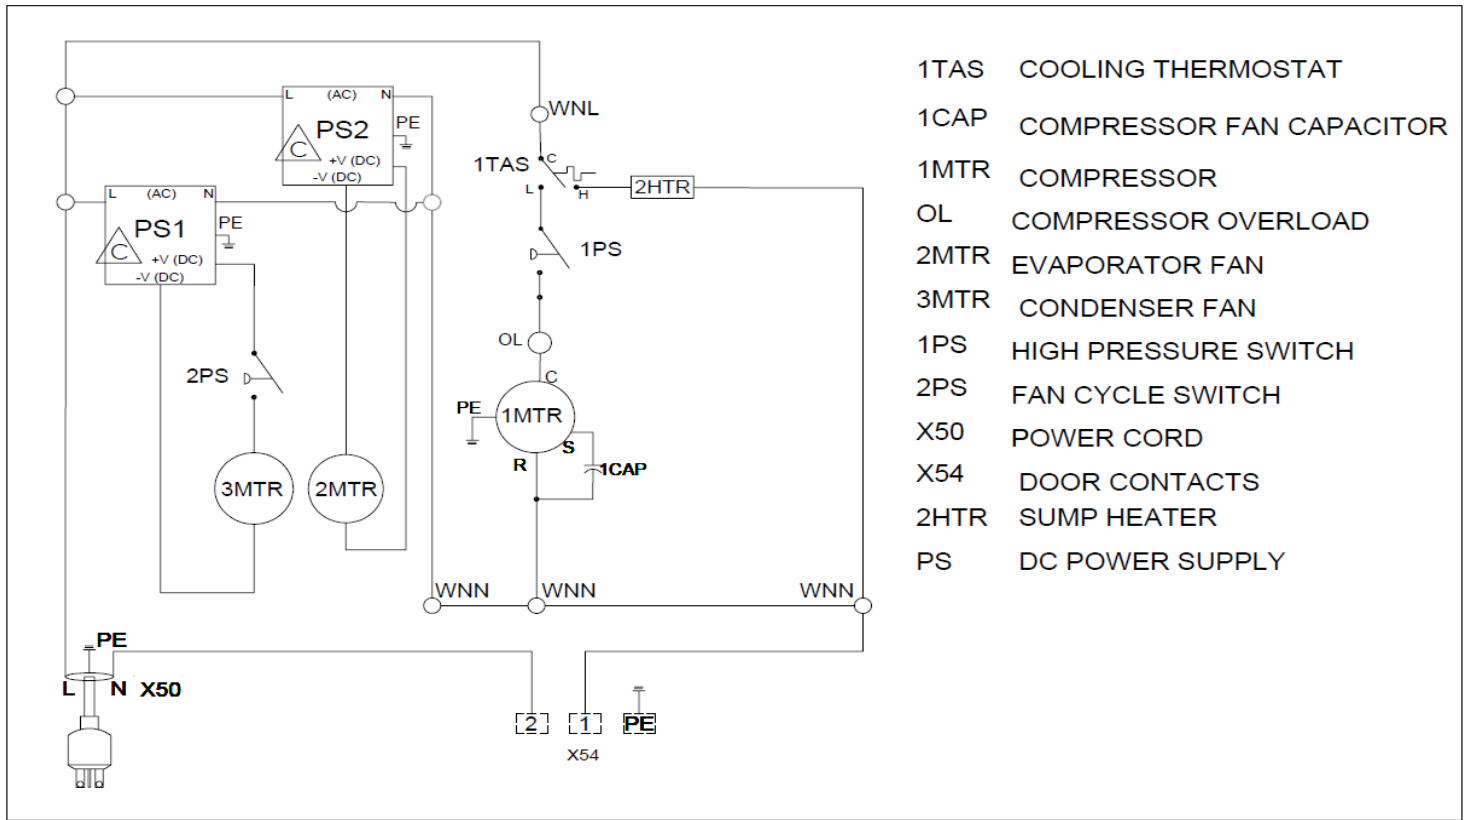 L (AC) N
PS2
PE
C
+V (DC)
-V (DC)
L (AC) N
PS1
PE
C
+V (DC)
-V (DC)
2PS
3MTR
2MTR
WNL
1TAS
C
L
H
2HTR
1PS
OL
C
PE
1MTR
S
R
1CAP
WNN
WNN
WNN
PE
L N X50
2
1
PE
X54
1TAS COOLING THERMOSTAT
1CAP COMPRESSOR FAN CAPACITOR
1MTR COMPRESSOR
OL COMPRESSOR OVERLOAD
2MTR EVAPORATOR FAN
3MTR CONDENSER FAN
1PS HIGH PRESSURE SWITCH
2PS FAN CYCLE SWITCH
X50 POWER CORD
X54 DOOR CONTACTS
2HTR SUMP HEATER
PS DC POWER SUPPLY